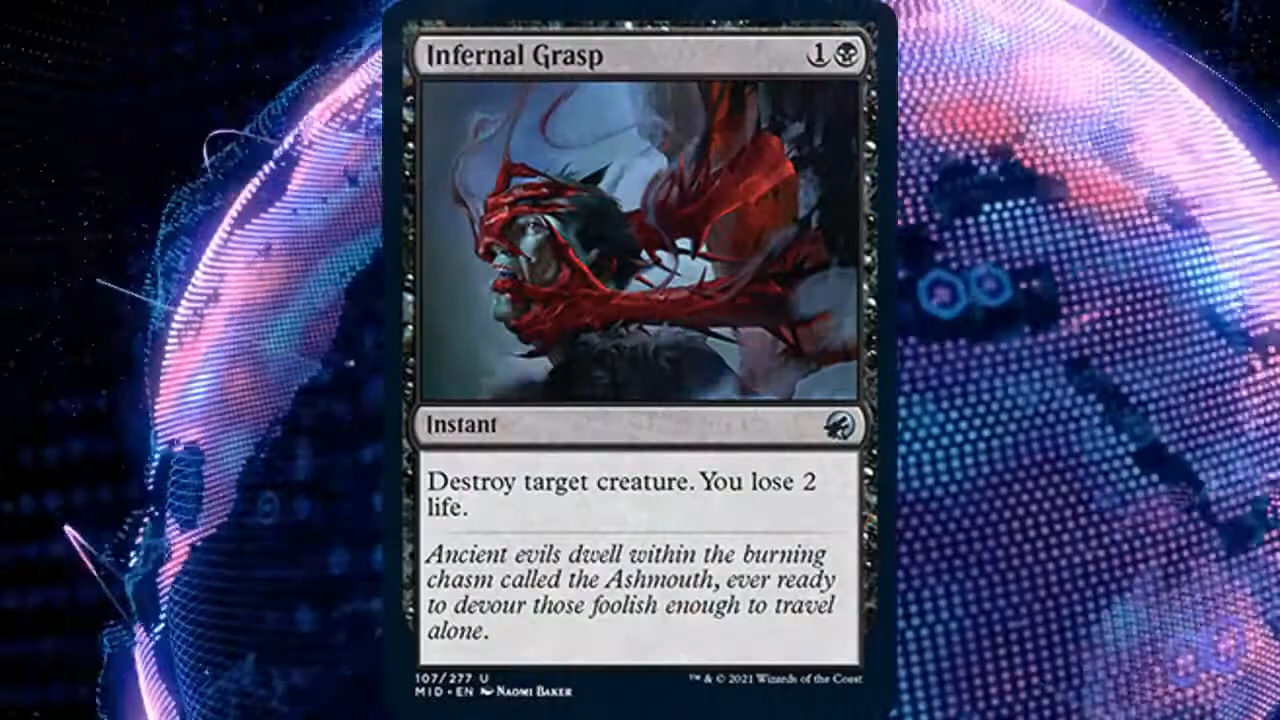 Infernal Grasp 1
Instant
Destroy target creature. You lose 2
life.
Ancient evils dwell within the burning
chasm called the Ashmouth, ever ready
to devour those foolish enough to travel
alone.
107/277 U
MID • EN Naomi Baker
™ & © 2021 Wizards of the Coast